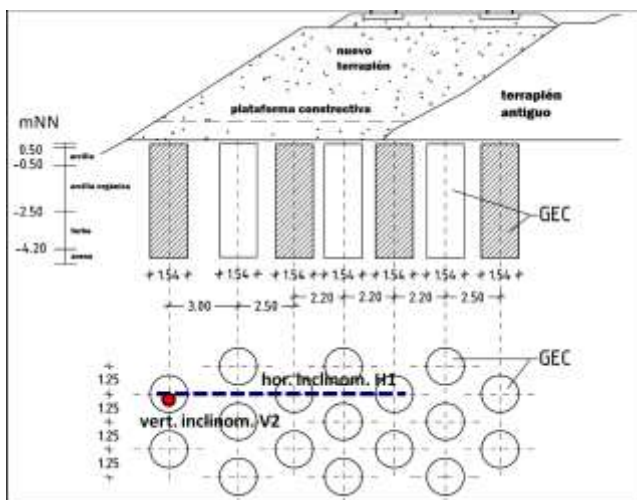 nuevo
terraplén
plataforma constructiva
terraplén
antiguo
mNN
0.50
-0.50
-2.50
-4.20
arcilla
arcilla orgánica
turba
arena
GEC
1.54 1.54 1.54 1.54 1.54 1.54 1.54
3.00 2.50 2.20 2.20 2.20 2.50
GEC
hor. inclinom. H1
vert. inclinom. V2
1.25
1.25
1.25
1.25